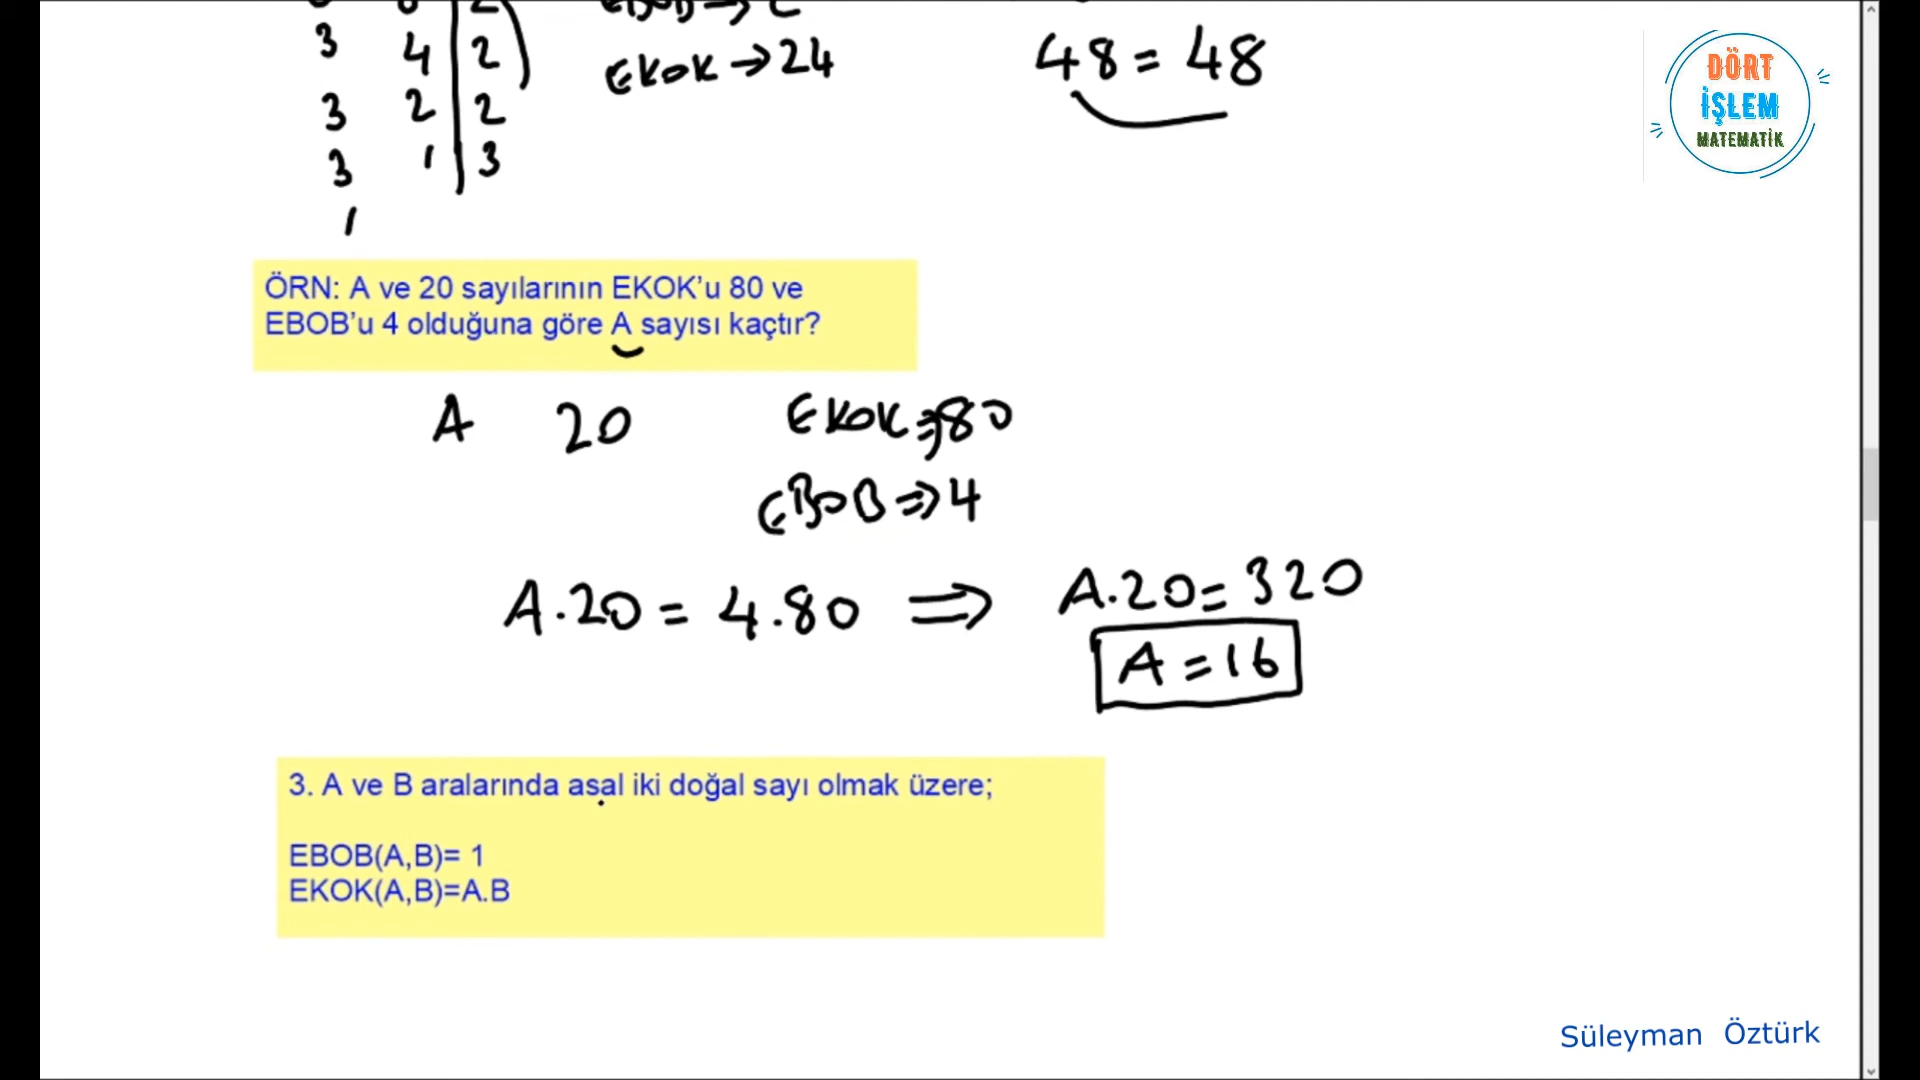 3 4 2
EKOK → 24
48 = 48
3 2 2
3 1 3
1
DÖRT
İŞLEM
MATEMATİK
ÖRN: A ve 20 sayılarının EKOK’u 80 ve
EBOB’u 4 olduğuna göre A sayısı kaçtır?
A 20 EKOK ⇒ 80
EBOB ⇒ 4
A.20 = 4.80 ⇒ A.20 = 320
A = 16
3. A ve B aralarında asal iki doğal sayı olmak üzere;
EBOB(A,B)= 1
EKOK(A,B)=A.B
Süleyman Öztürk